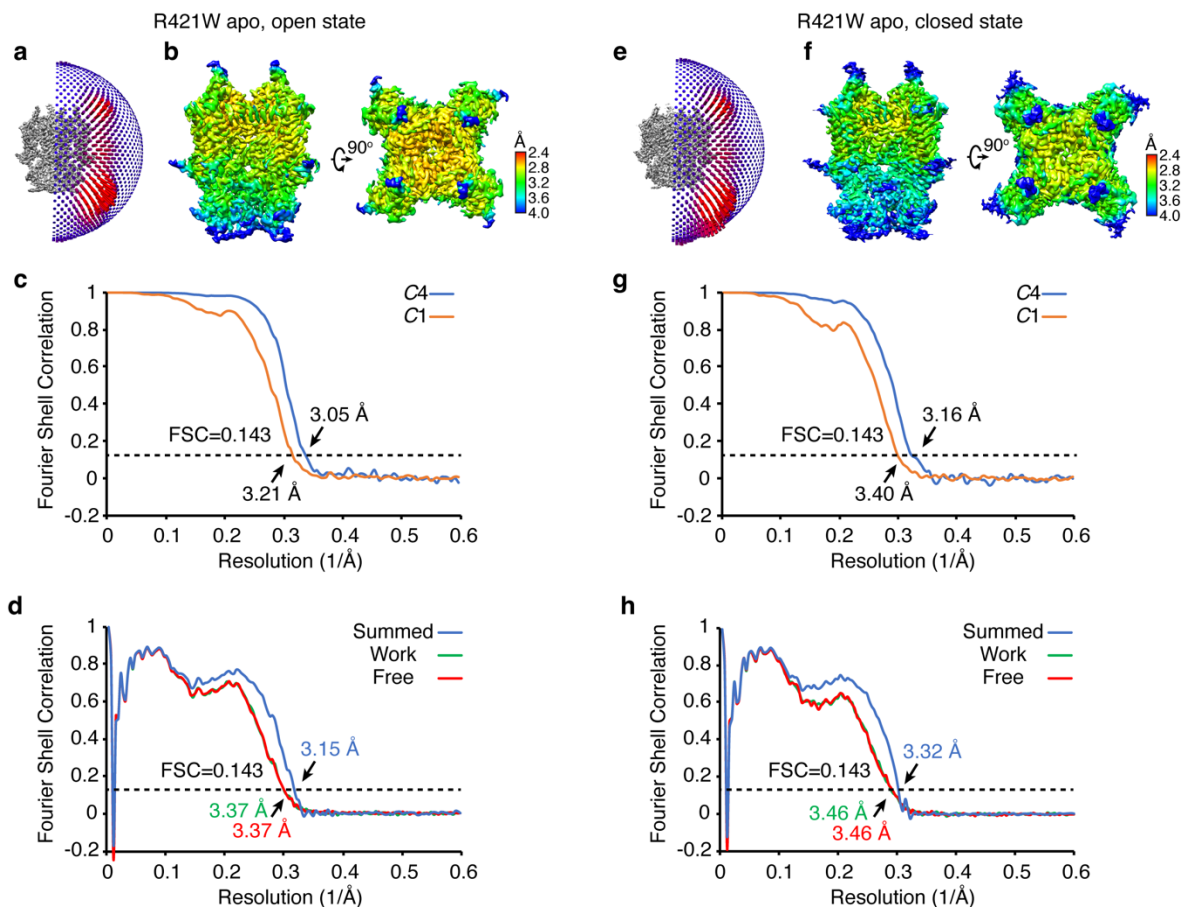 R421W apo, open state
R421W apo, closed state
a
b
90°
Å
2.4
2.8
3.2
3.6
4.0
e
f
90°
Å
2.4
2.8
3.2
3.6
4.0
c
Fourier Shell Correlation
1
0.8
0.6
0.4
0.2
0
-0.2
C4
C1
3.05 Å
FSC=0.143
3.21 Å
0 0.1 0.2 0.3 0.4 0.5 0.6
Resolution (1/Å)
g
Fourier Shell Correlation
1
0.8
0.6
0.4
0.2
0
-0.2
C4
C1
3.16 Å
FSC=0.143
3.40 Å
0 0.1 0.2 0.3 0.4 0.5 0.6
Resolution (1/Å)
d
Fourier Shell Correlation
1
0.8
0.6
0.4
0.2
0
-0.2
Summed
Work
Free
3.15 Å
FSC=0.143
3.37 Å
3.37 Å
0 0.1 0.2 0.3 0.4 0.5 0.6
Resolution (1/Å)
h
Fourier Shell Correlation
1
0.8
0.6
0.4
0.2
0
-0.2
Summed
Work
Free
3.32 Å
FSC=0.143
3.46 Å
3.46 Å
0 0.1 0.2 0.3 0.4 0.5 0.6
Resolution (1/Å)